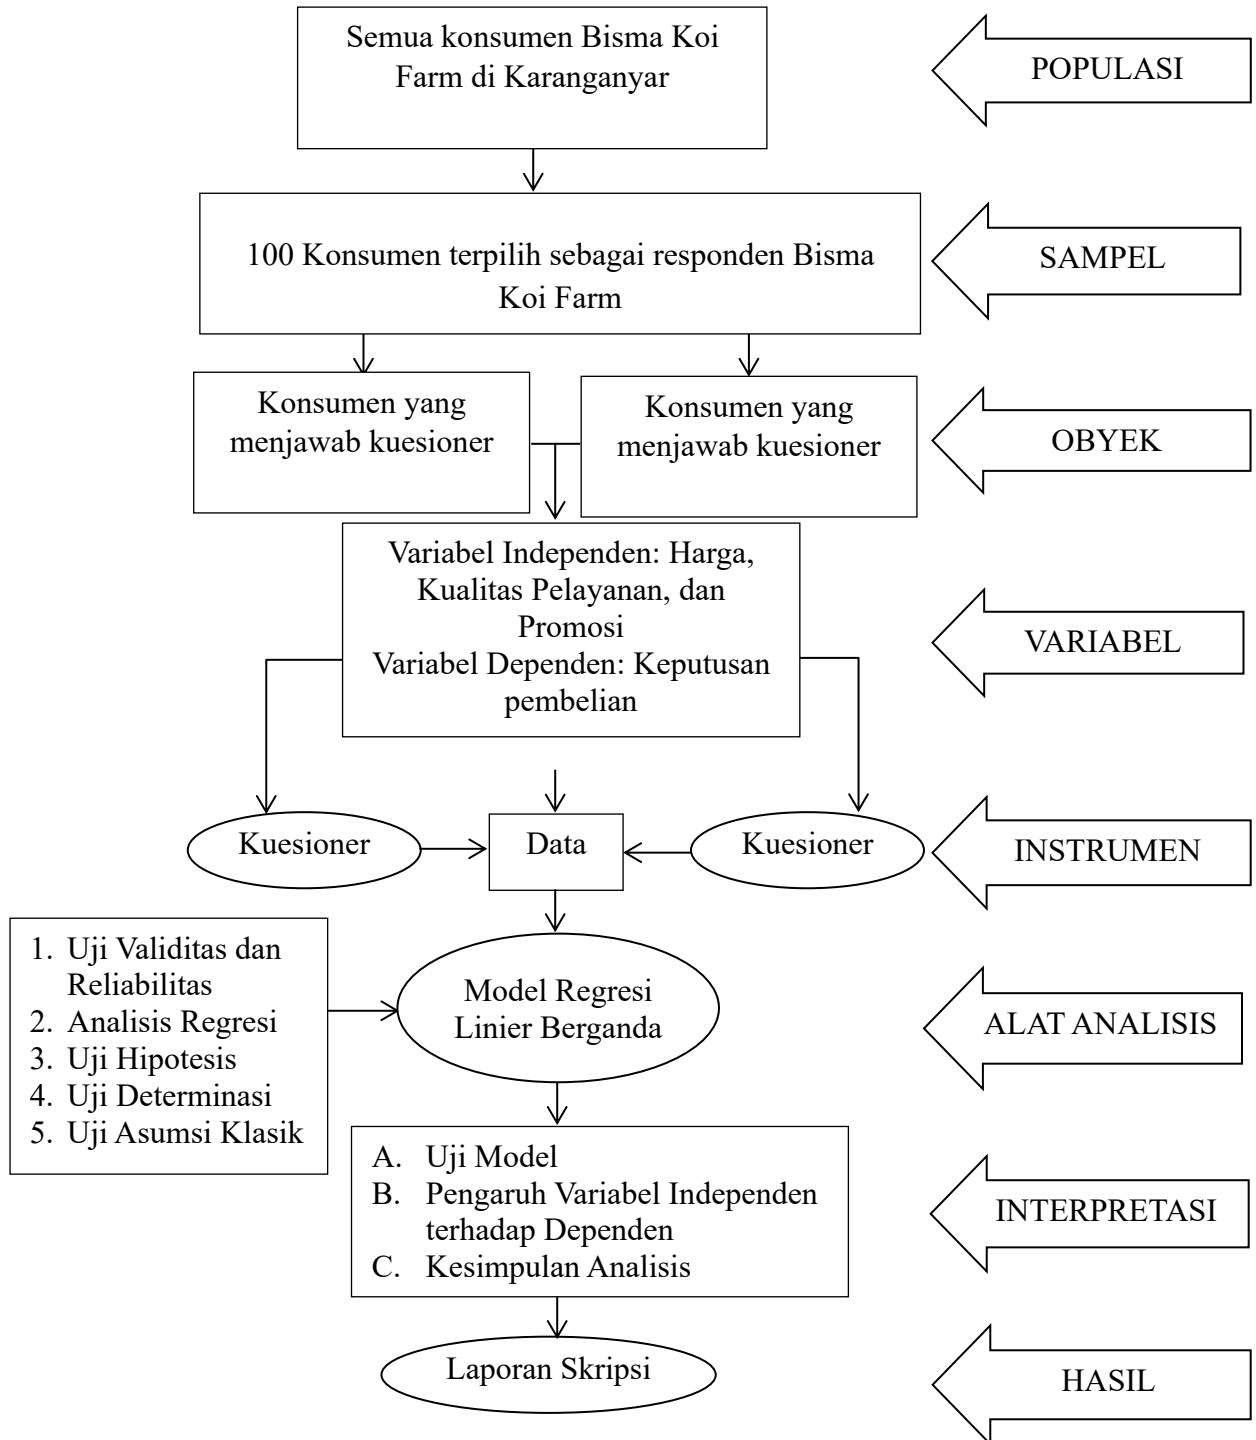 Semua konsumen Bisma Koi
Farm di Karanganyar
POPULASI
100 Konsumen terpilih sebagai responden Bisma
Koi Farm
SAMPEL
Konsumen yang
menjawab kuesioner
Konsumen yang
menjawab kuesioner
OBYEK
Variabel Independen: Harga,
Kualitas Pelayanan, dan
Promosi
Variabel Dependen: Keputusan
pembelian
VARIABEL
Kuesioner
Data
Kuesioner
INSTRUMEN
1. Uji Validitas dan
Reliabilitas
2. Analisis Regresi
3. Uji Hipotesis
4. Uji Determinasi
5. Uji Asumsi Klasik
Model Regresi
Linier Berganda
ALAT ANALISIS
A. Uji Model
B. Pengaruh Variabel Independen
terhadap Dependen
C. Kesimpulan Analisis
INTERPRETASI
Laporan Skripsi
HASIL